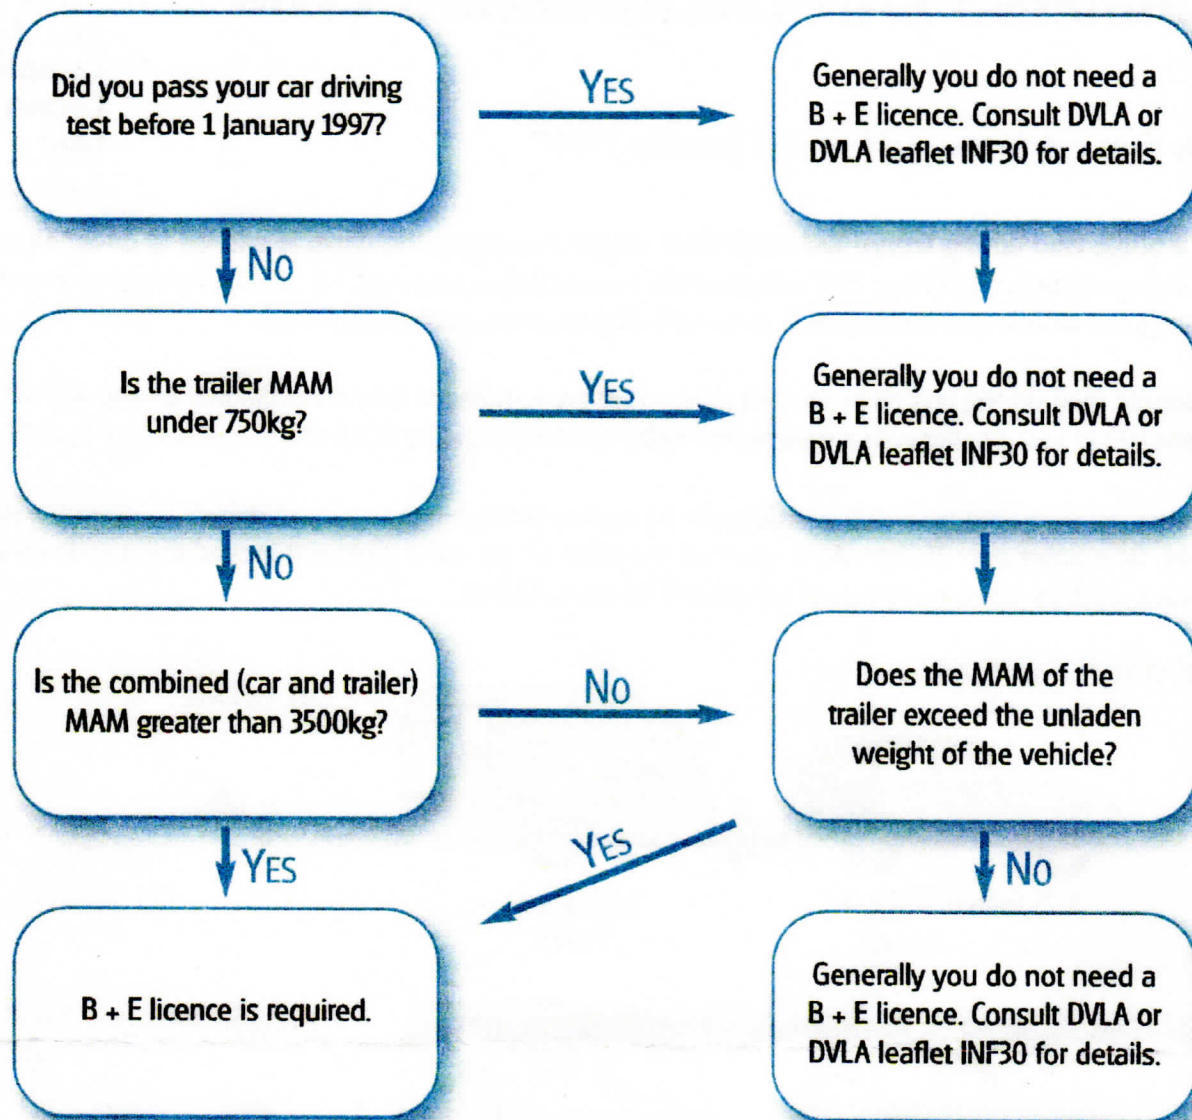 Did you pass your car driving
test before 1 January 1997?
YES
Generally you do not need a
B + E licence. Consult DVLA or
DVLA leaflet INF30 for details.
NO
Is the trailer MAM
under 750kg?
YES
Generally you do not need a
B + E licence. Consult DVLA or
DVLA leaflet INF30 for details.
NO
Is the combined (car and trailer)
MAM greater than 3500kg?
NO
Does the MAM of the
trailer exceed the unladen
weight of the vehicle?
YES
YES
NO
B + E licence is required.
Generally you do not need a
B + E licence. Consult DVLA or
DVLA leaflet INF30 for details.